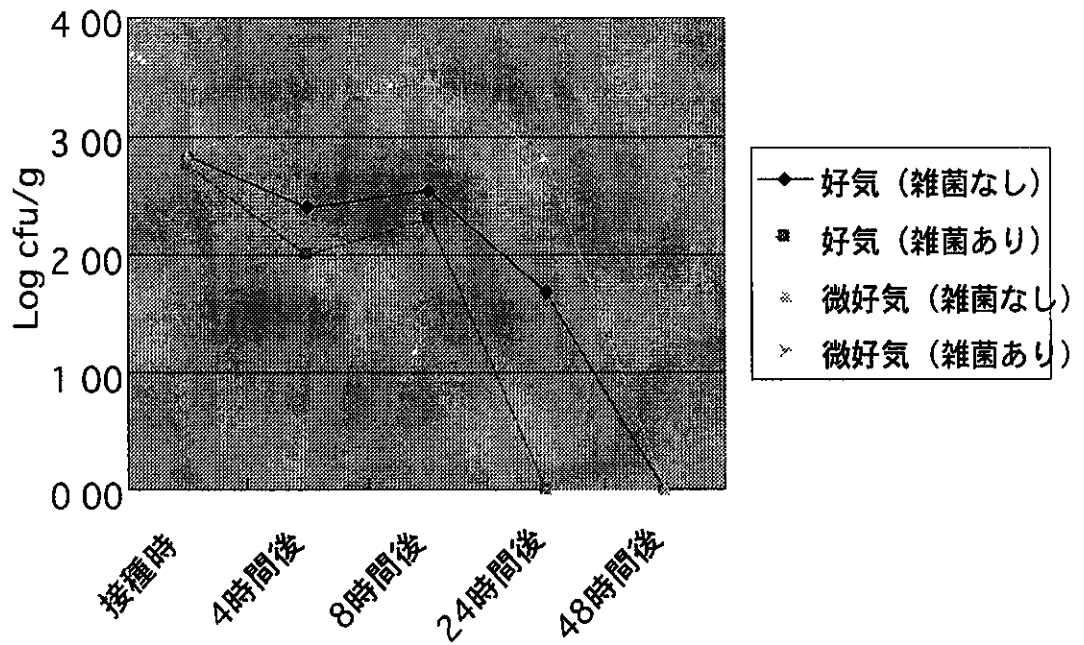 4 00
3 00
2 00
1 00
0 00
Log cfu/g
接種時
4時間後
8時間後
24時間後
48時間後
好気（雑菌なし）
好気（雑菌あり）
微好気（雑菌なし）
微好気（雑菌あり）